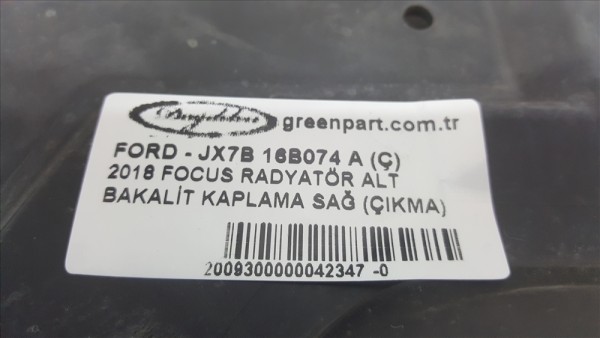 greenpart.com.tr
FORD - JX7B 16B074 A (Ç)
2018 FOCUS RADYATÖR ALT
BAKALİT KAPLAMA SAĞ (ÇIKMA)
2009300000042347 -0